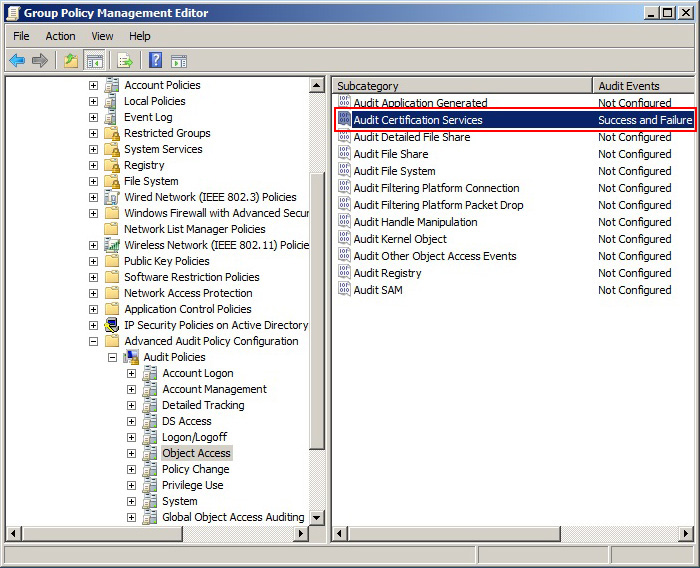 Group Policy Management Editor
File Action View Help
Account Policies
Local Policies
Event Log
Restricted Groups
System Services
Registry
File System
Wired Network (IEEE 802.3) Policies
Windows Firewall with Advanced Secur
Network List Manager Policies
Wireless Network (IEEE 802.11) Policie
Public Key Policies
Software Restriction Policies
Network Access Protection
Application Control Policies
IP Security Policies on Active Directory
Advanced Audit Policy Configuration
Audit Policies
Account Logon
Account Management
Detailed Tracking
DS Access
Logon/Logoff
Object Access
Policy Change
Privilege Use
System
Global Object Access Auditing
Subcategory Audit Events
Audit Application Generated Not Configured
Audit Certification Services Success and Failure
Audit Detailed File Share Not Configured
Audit File Share Not Configured
Audit File System Not Configured
Audit Filtering Platform Connection Not Configured
Audit Filtering Platform Packet Drop Not Configured
Audit Handle Manipulation Not Configured
Audit Kernel Object Not Configured
Audit Other Object Access Events Not Configured
Audit Registry Not Configured
Audit SAM Not Configured